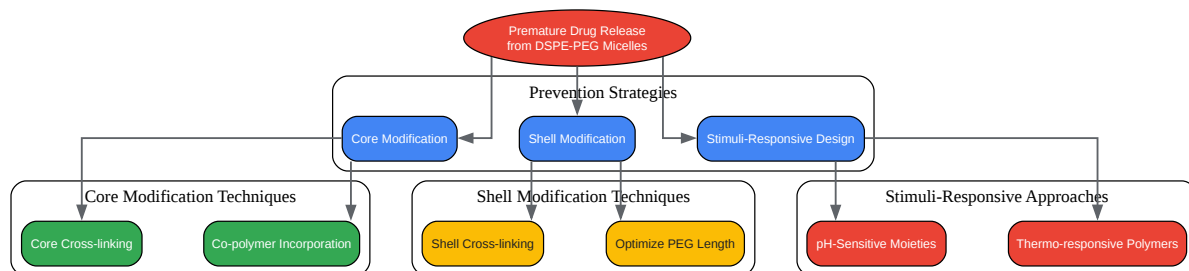 Premature Drug Release
from DSPE-PEG Micelles
Prevention Strategies
Core Modification
Shell Modification
Stimuli-Responsive Design
Core Modification Techniques
Shell Modification Techniques
Stimuli-Responsive Approaches
Core Cross-linking
Co-polymer Incorporation
Shell Cross-linking
Optimize PEG Length
pH-Sensitive Moieties
Thermo-responsive Polymers